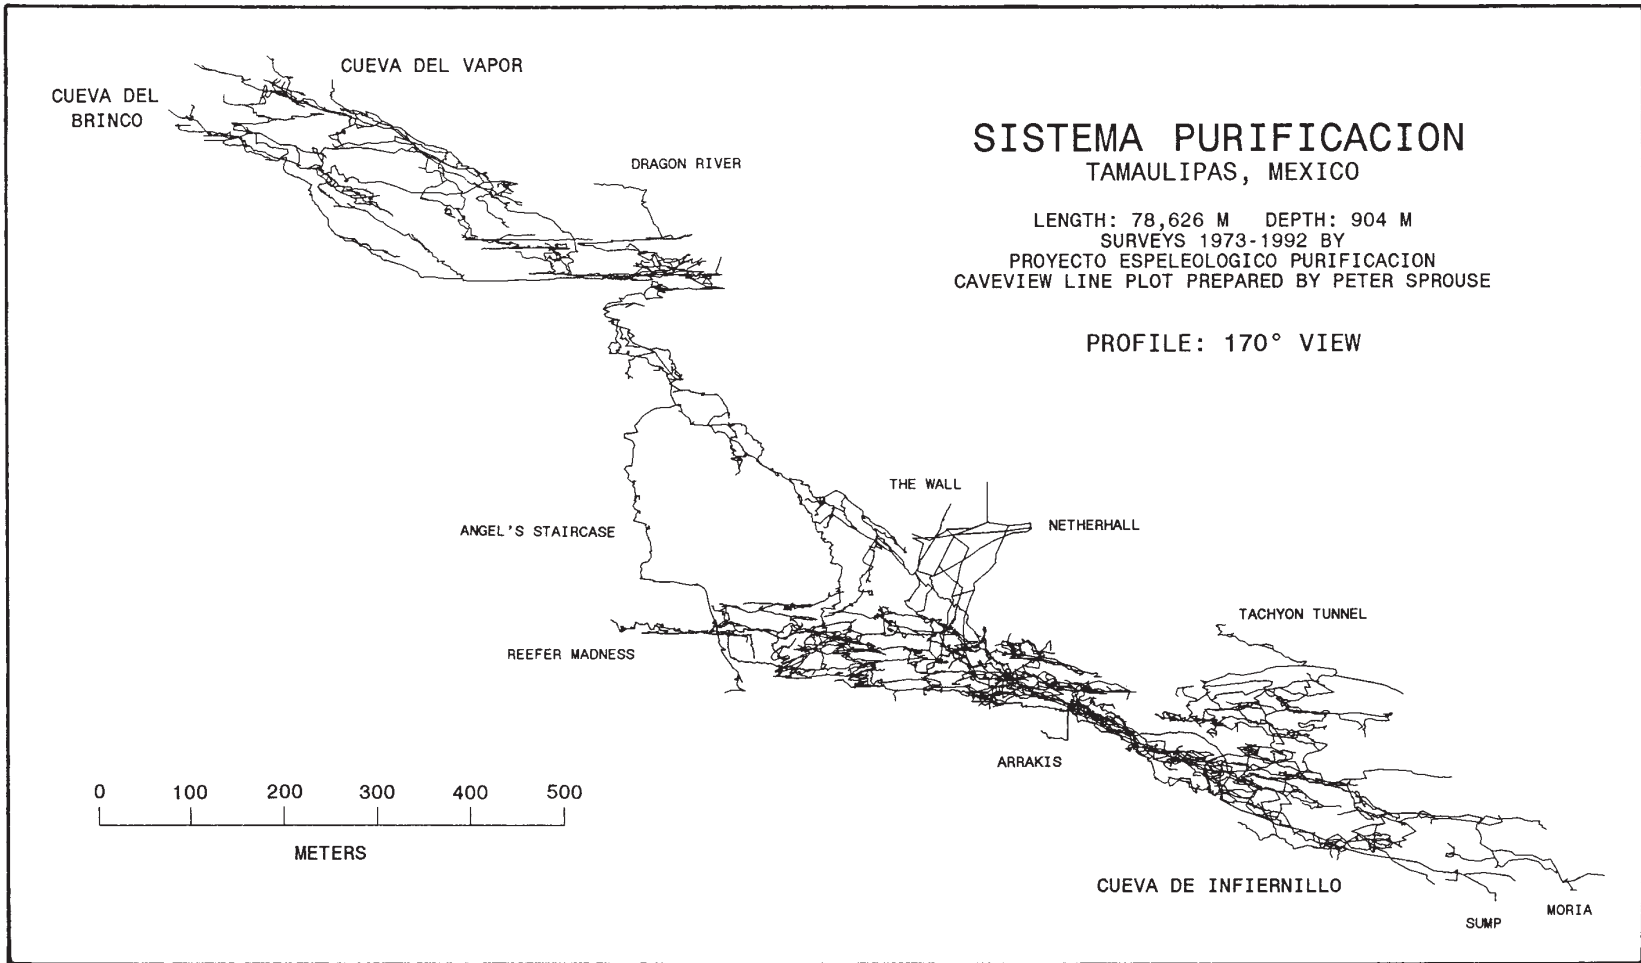 CUEVA DEL VAPOR
CUEVA DEL
BRINCO
DRAGON RIVER
SISTEMA PURIFICACION
TAMAULIPAS, MEXICO
LENGTH: 78,626 M DEPTH: 904 M
SURVEYS 1973-1992 BY
PROYECTO ESPELEOLOGICO PURIFICACION
CAVEVIEW LINE PLOT PREPARED BY PETER SPROUSE
PROFILE: 170° VIEW
THE WALL
NETHERHALL
ANGEL'S STAIRCASE
TACHYON TUNNEL
REEFER MADNESS
ARRAKIS
0 100 200 300 400 500
METERS
CUEVA DE INFIERNILLO
MORIA
SUMP